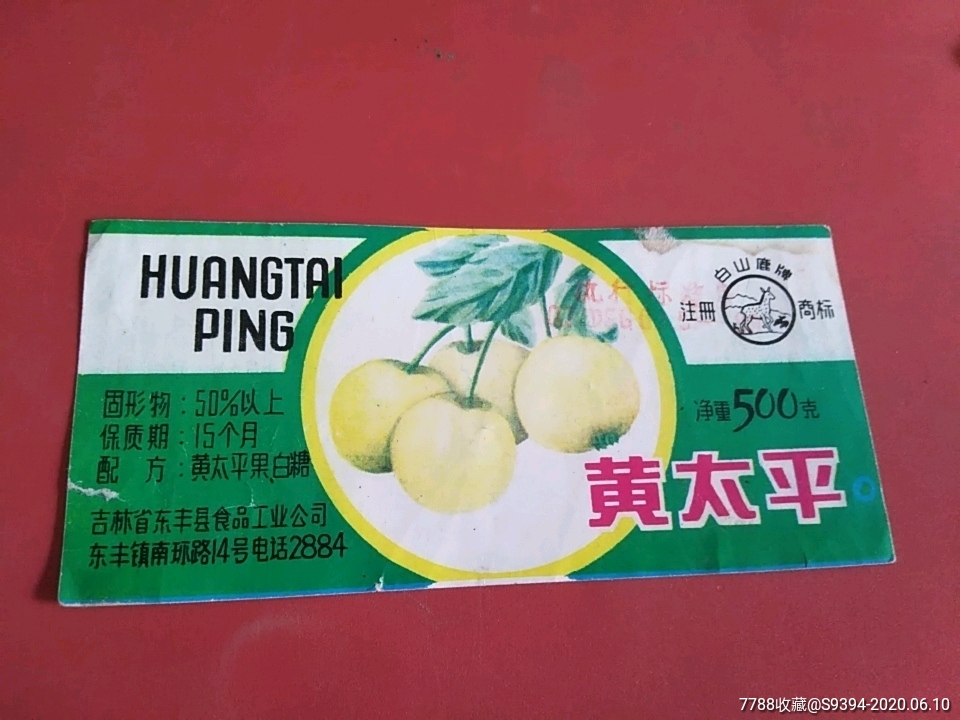 HUANGTAI
PING
固形物：50%以上
保质期：15个月
配　方：黄太平果、白糖
吉林省东丰县食品工业公司
东丰镇南环路14号电话2884
白山鹿牌
注册 商标
净重500克
黄太平
7788收藏@S9394-2020.06.10